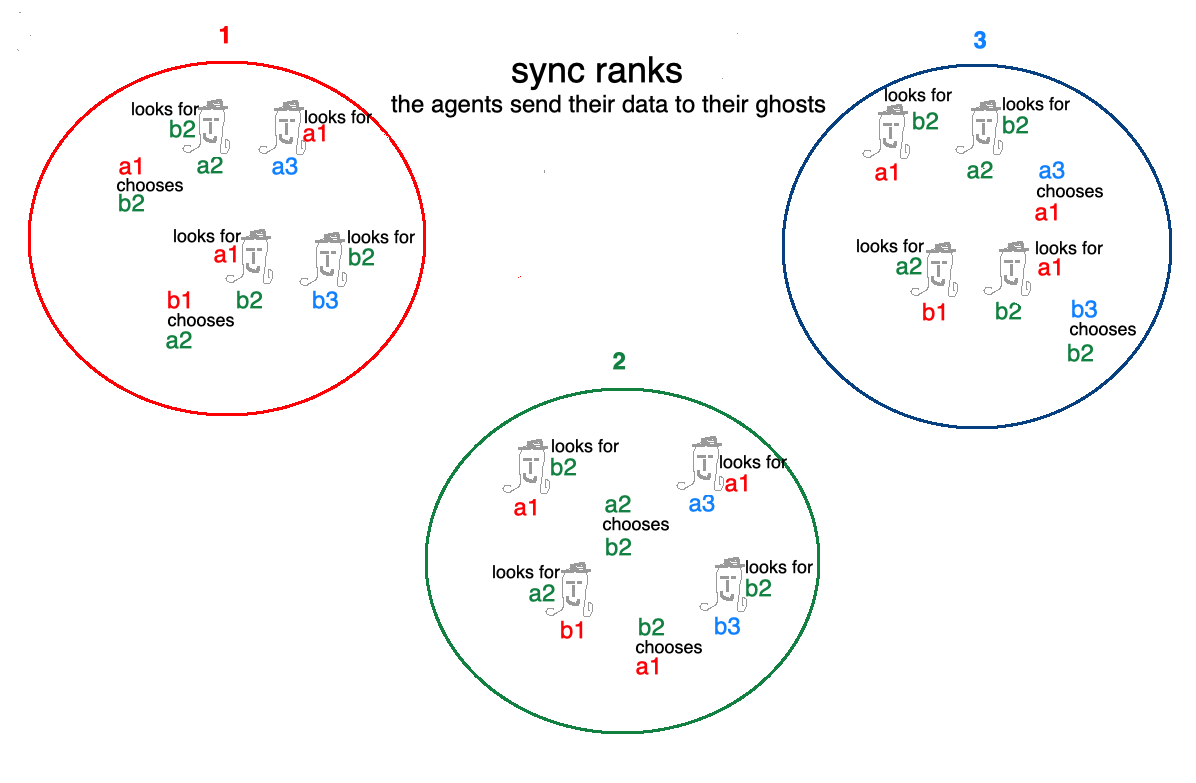 sync ranks
the agents send their data to their ghosts
1
looks for
b2
a2
looks for
a1
a3
a1
chooses
b2
looks for
a1
b2
looks for
b2
b3
b1
chooses
a2
3
looks for
b2
a1
looks for
b2
a2
a3
chooses
a1
looks for
a2
b1
looks for
a1
b2
b3
chooses
b2
2
looks for
b2
a1
looks for
a1
a3
a2
chooses
b2
looks for
a2
b1
looks for
b2
b3
b2
chooses
a1